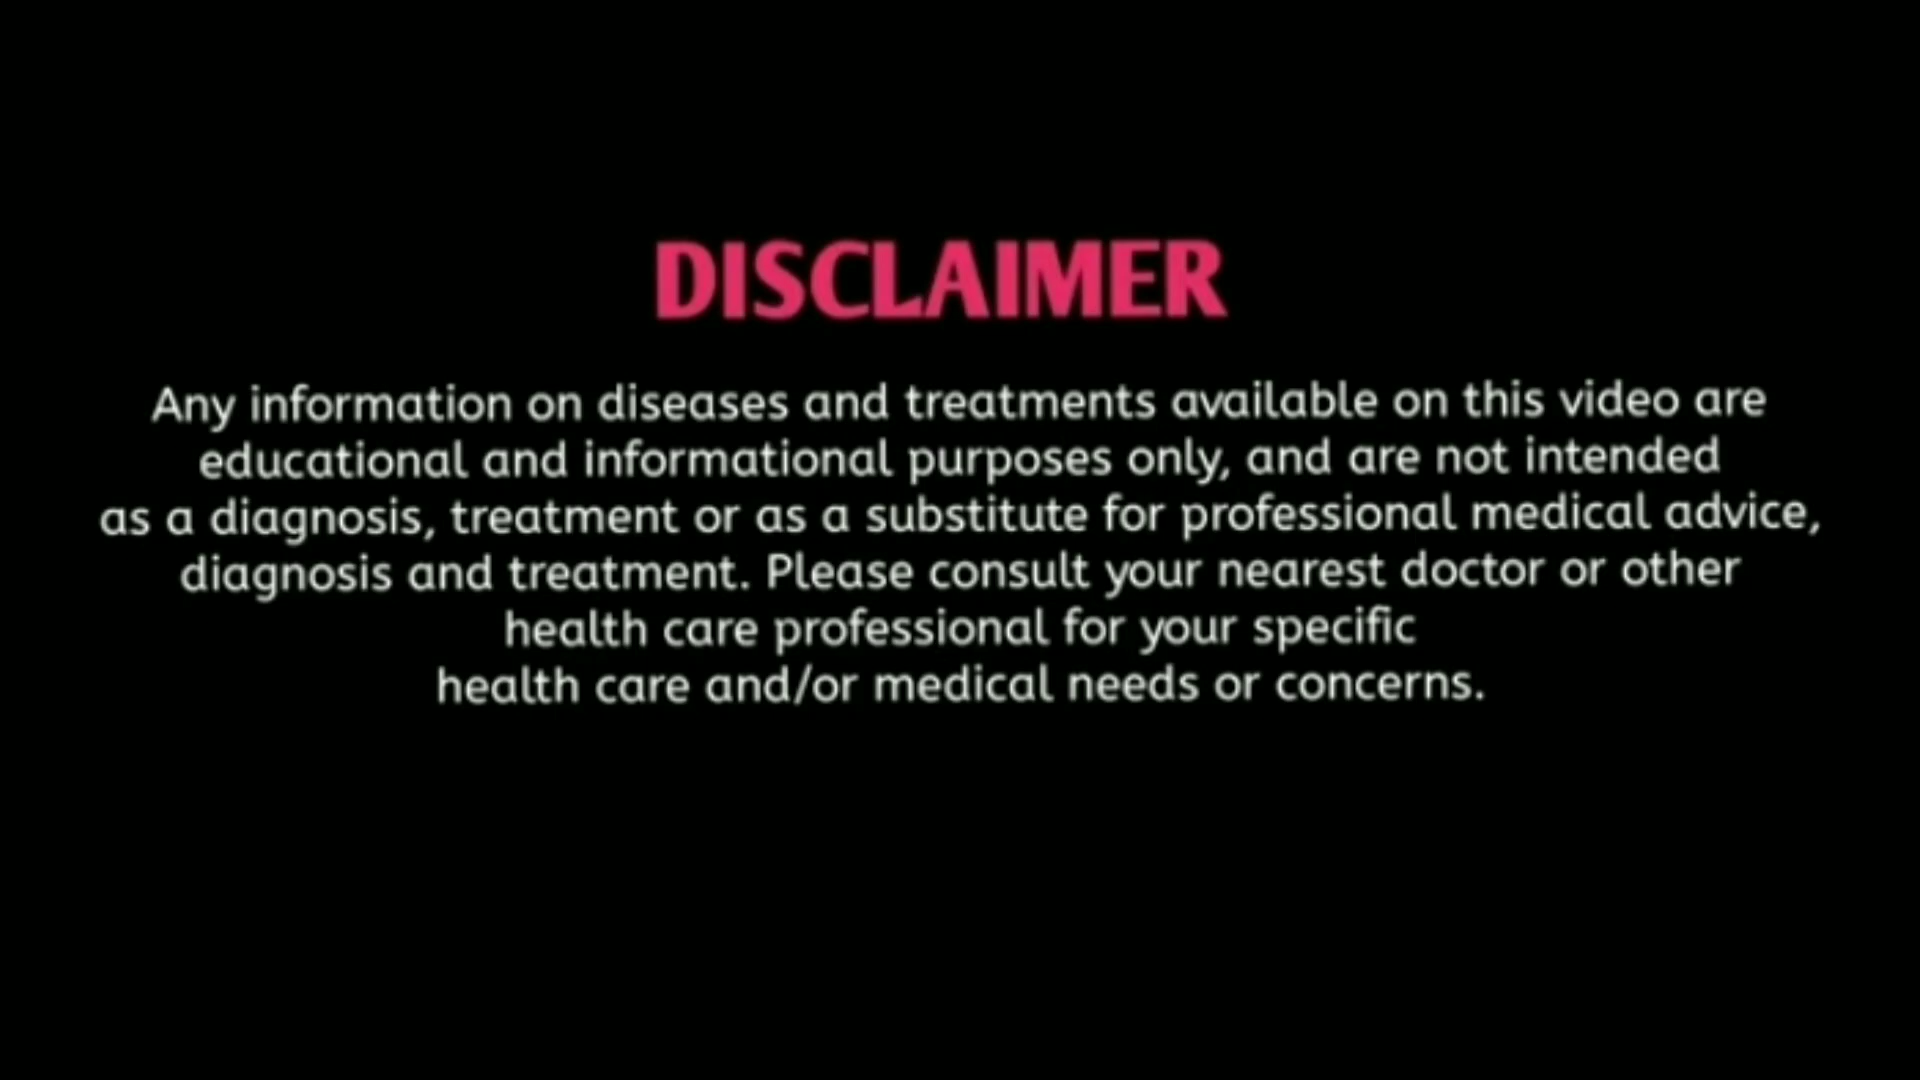 DISCLAIMER
Any information on diseases and treatments available on this video are
educational and informational purposes only, and are not intended
as a diagnosis, treatment or as a substitute for professional medical advice,
diagnosis and treatment. Please consult your nearest doctor or other
health care professional for your specific
health care and/or medical needs or concerns.